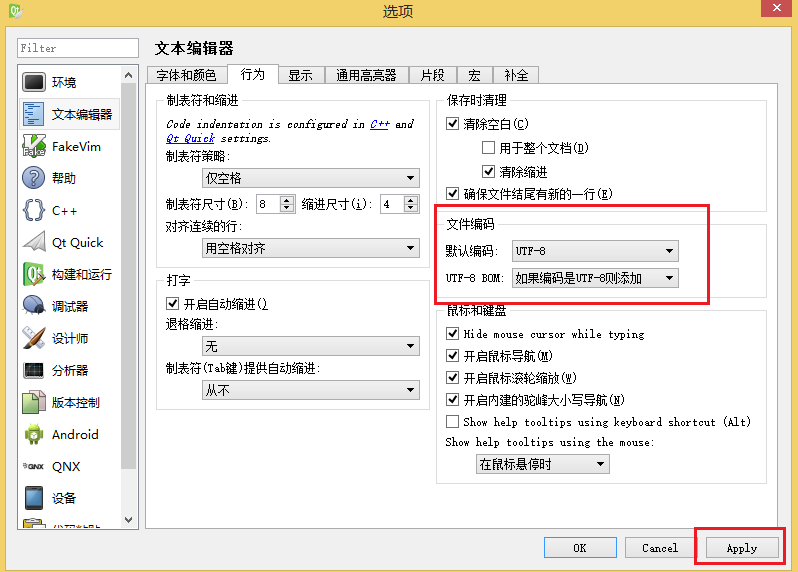 选项
Filter
文本编辑器
环境
文本编辑器
FakeVim
帮助
C++
Qt Quick
构建和运行
调试器
设计师
分析器
版本控制
Android
QNX
设备
代码粘贴
字体和颜色
行为
显示
通用高亮器
片段
宏
补全
制表符和缩进
Code indentation is configured in C++ and
Qt Quick settings.
制表符策略:
仅空格
制表符尺寸(B): 8 缩进尺寸(i): 4
对齐连续的行:
用空格对齐
打字
开启自动缩进()
退格缩进:
无
制表符(Tab键)提供自动缩进:
从不
保存时清理
清除空白(C)
用于整个文档(D)
清除缩进
确保文件结尾有新的一行(E)
文件编码
默认编码: UTF-8
UTF-8 BOM: 如果编码是UTF-8则添加
鼠标和键盘
Hide mouse cursor while typing
开启鼠标导航(M)
开启鼠标滚轮缩放(W)
开启内建的驼峰大小写导航(N)
Show help tooltips using keyboard shortcut (Alt)
Show help tooltips using the mouse:
在鼠标悬停时
OK
Cancel
Apply